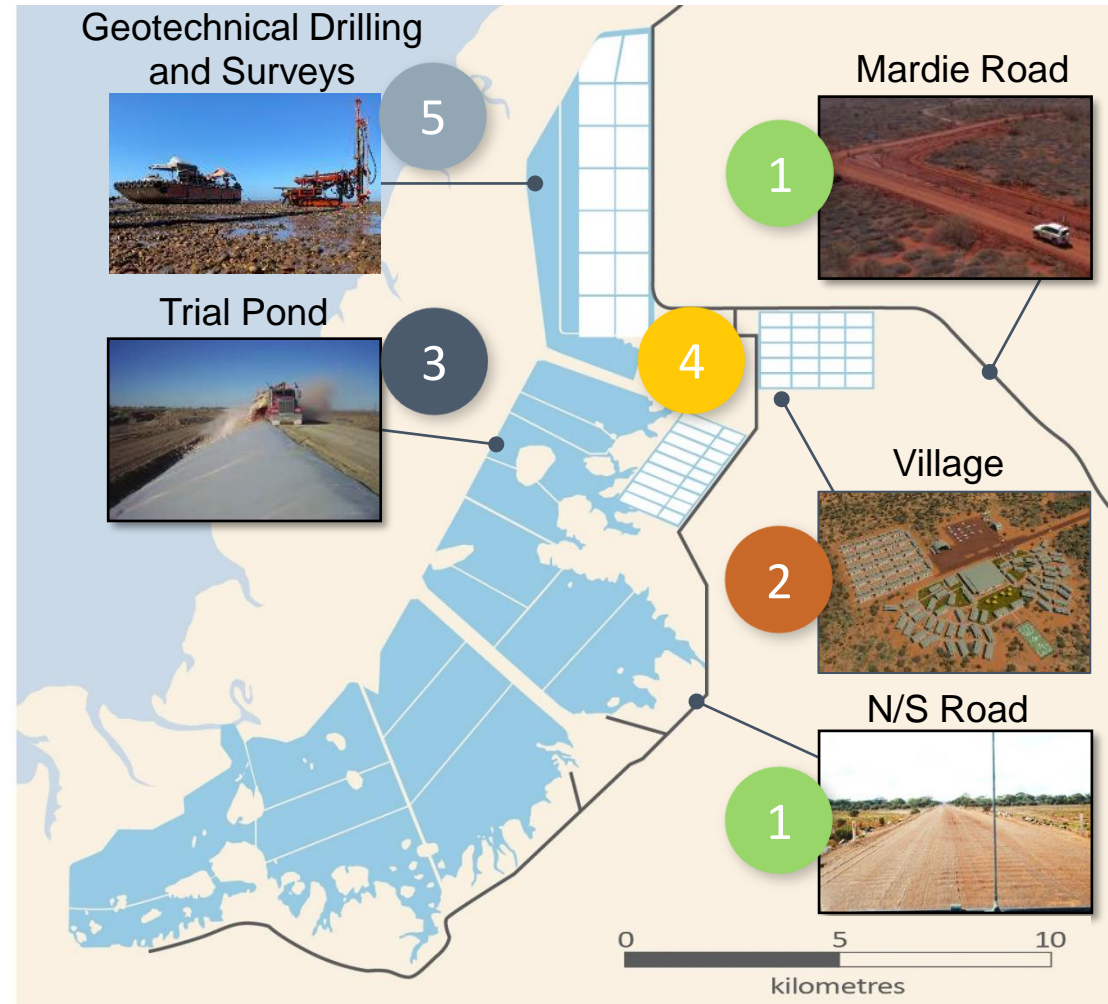 Geotechnical Drilling
and Surveys
5
Mardie Road
1
Trial Pond
3
4
Village
2
N/S Road
1
0 5 10
kilometres